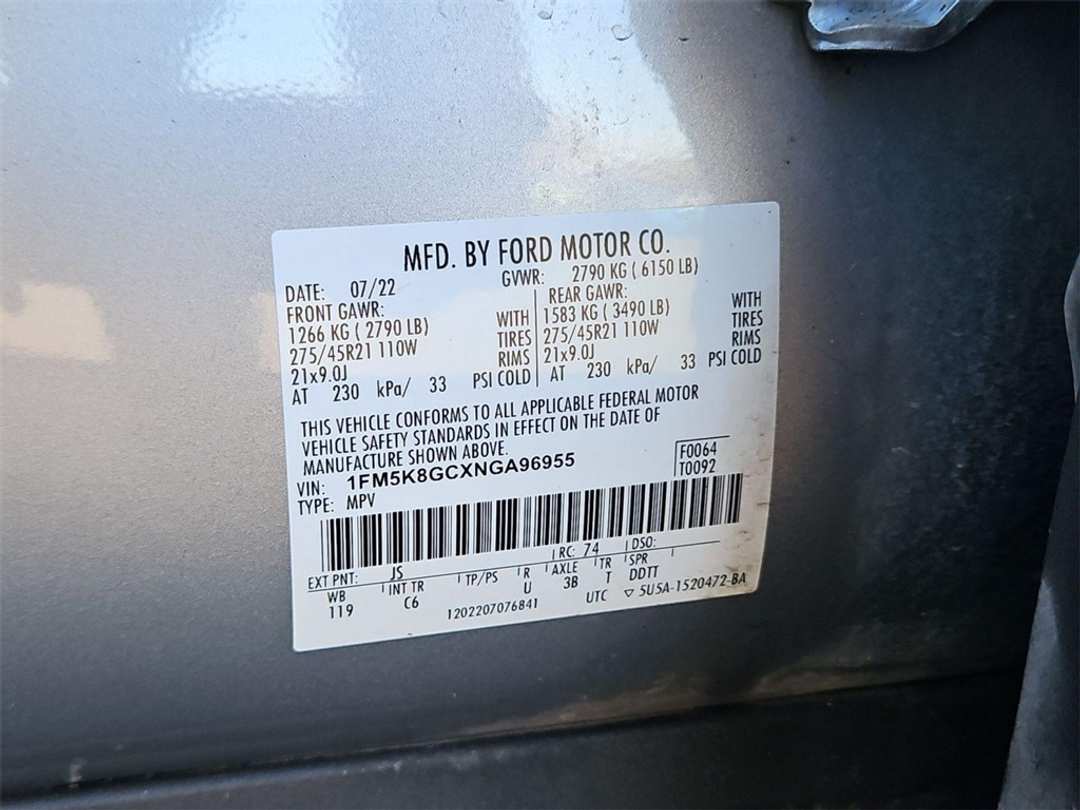 MFD. BY FORD MOTOR CO.
DATE: 07/22 GVWR: 2790 KG ( 6150 LB)
FRONT GAWR: REAR GAWR:
1266 KG ( 2790 LB) WITH 1583 KG ( 3490 LB) WITH
275/45R21 110W TIRES 275/45R21 110W TIRES
21x9.0J RIMS 21x9.0J RIMS
AT 230 kPa/ 33 PSI COLD AT 230 kPa/ 33 PSI COLD
THIS VEHICLE CONFORMS TO ALL APPLICABLE FEDERAL MOTOR
VEHICLE SAFETY STANDARDS IN EFFECT ON THE DATE OF
MANUFACTURE SHOWN ABOVE.
VIN: 1FM5K8GCXNGA96955 F0064
TYPE: MPV T0092
EXT PNT: JS RC: 74 DSO:
WB INT TR TP/PS R AXLE TR SPR
119 C6 U 3B T DDTT
1202207076841 UTC ▽ 5U5A-1520472-BA